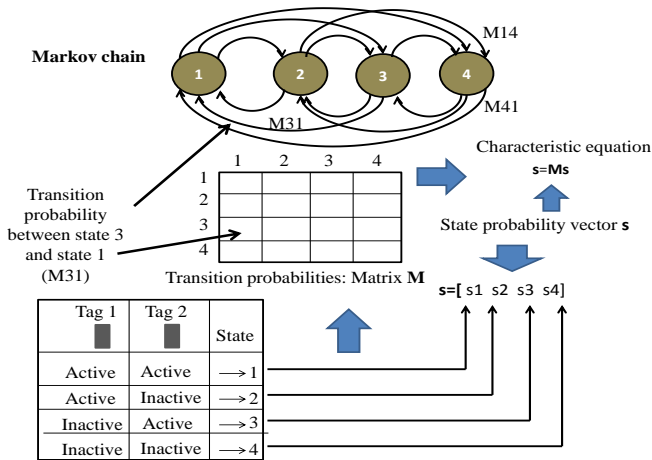 Markov chain
M14
1 2 3 4
M41
M31
1 2 3 4
1
2
3
4
Transition
probability
between state 3
and state 1
(M31)
Characteristic equation
s=Ms
State probability vector s
Transition probabilities: Matrix M
s=[ s1 s2 s3 s4]
Tag 1 Tag 2 State
Active Active → 1
Active Inactive → 2
Inactive Active → 3
Inactive Inactive → 4